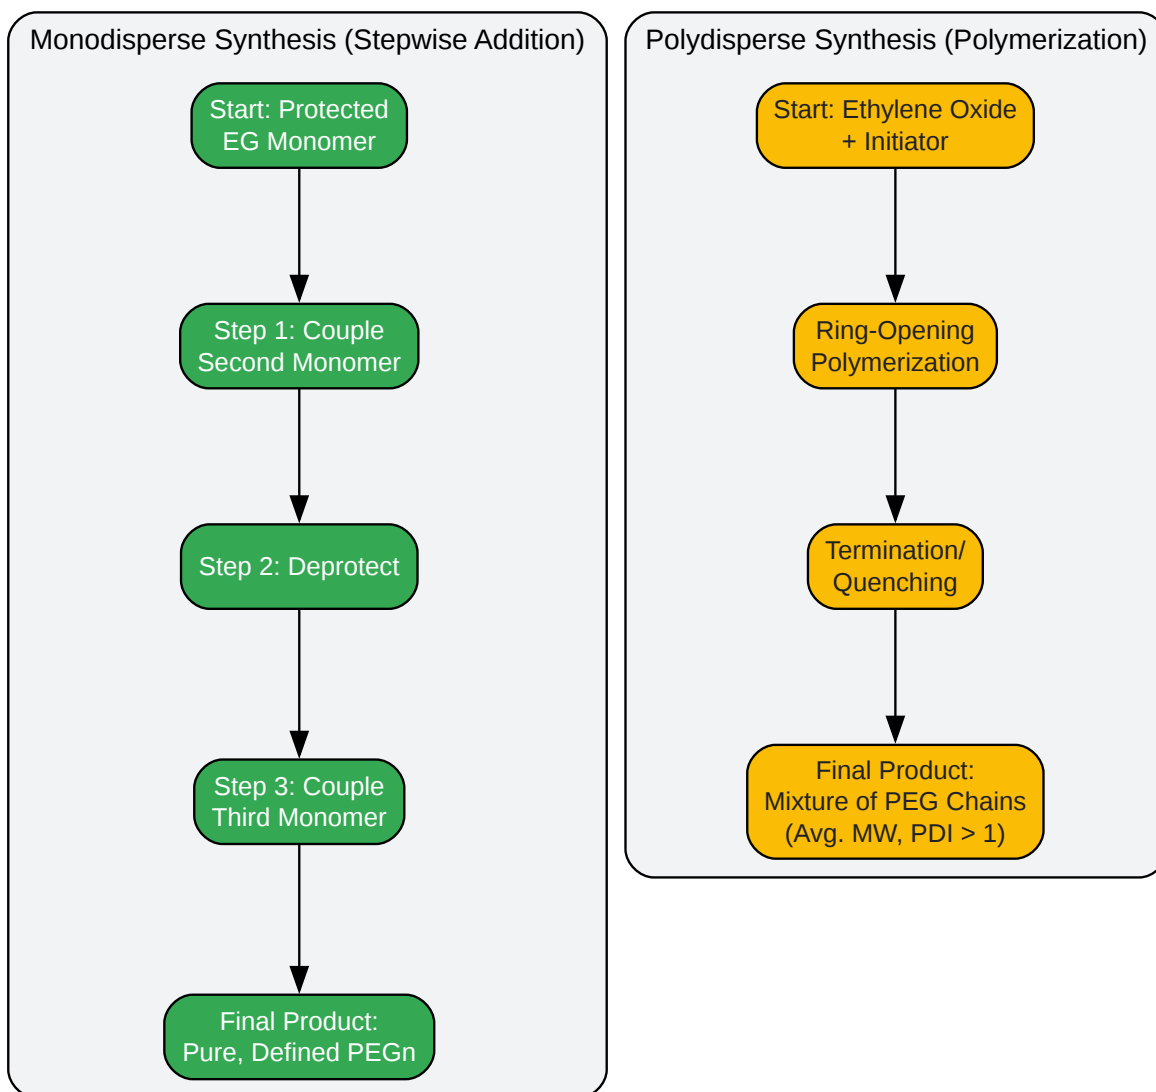 Monodisperse Synthesis (Stepwise Addition)
Start: Protected
EG Monomer
Step 1: Couple
Second Monomer
Step 2: Deprotect
Step 3: Couple
Third Monomer
Final Product:
Pure, Defined PEGn
Polydisperse Synthesis (Polymerization)
Start: Ethylene Oxide
+ Initiator
Ring-Opening
Polymerization
Termination/
Quenching
Final Product:
Mixture of PEG Chains
(Avg. MW, PDI > 1)